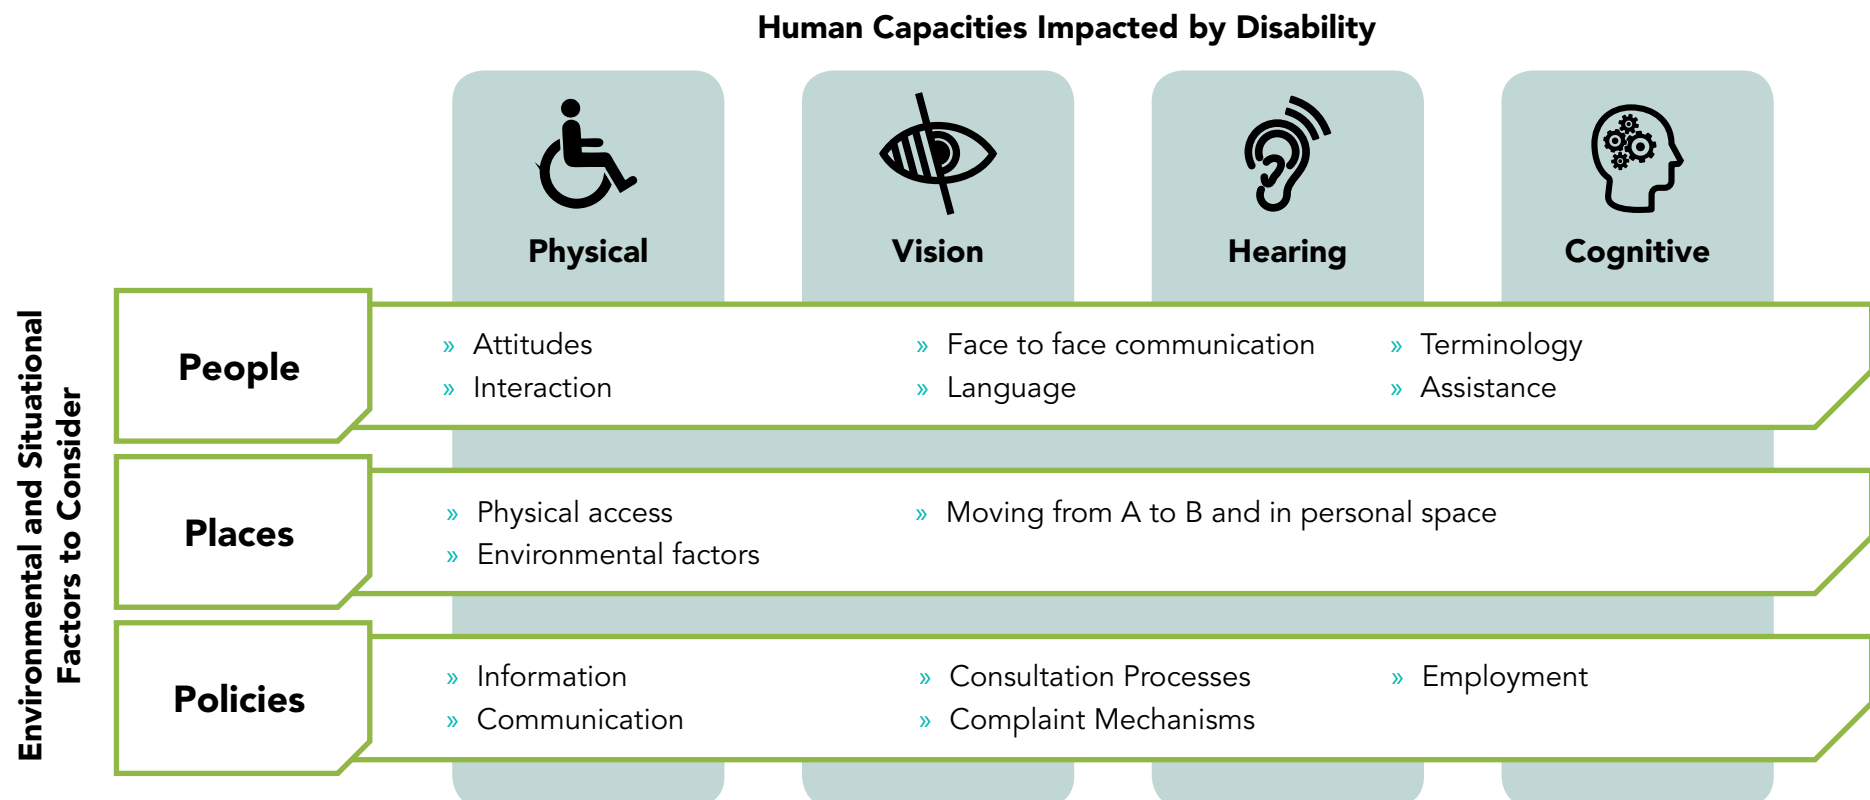 Human Capacities Impacted by Disability
Physical
Vision
Hearing
Cognitive
Environmental and Situational
Factors to Consider
People
» Attitudes
» Interaction
» Face to face communication
» Language
» Terminology
» Assistance
Places
» Physical access
» Environmental factors
» Moving from A to B and in personal space
Policies
» Information
» Communication
» Consultation Processes
» Complaint Mechanisms
» Employment